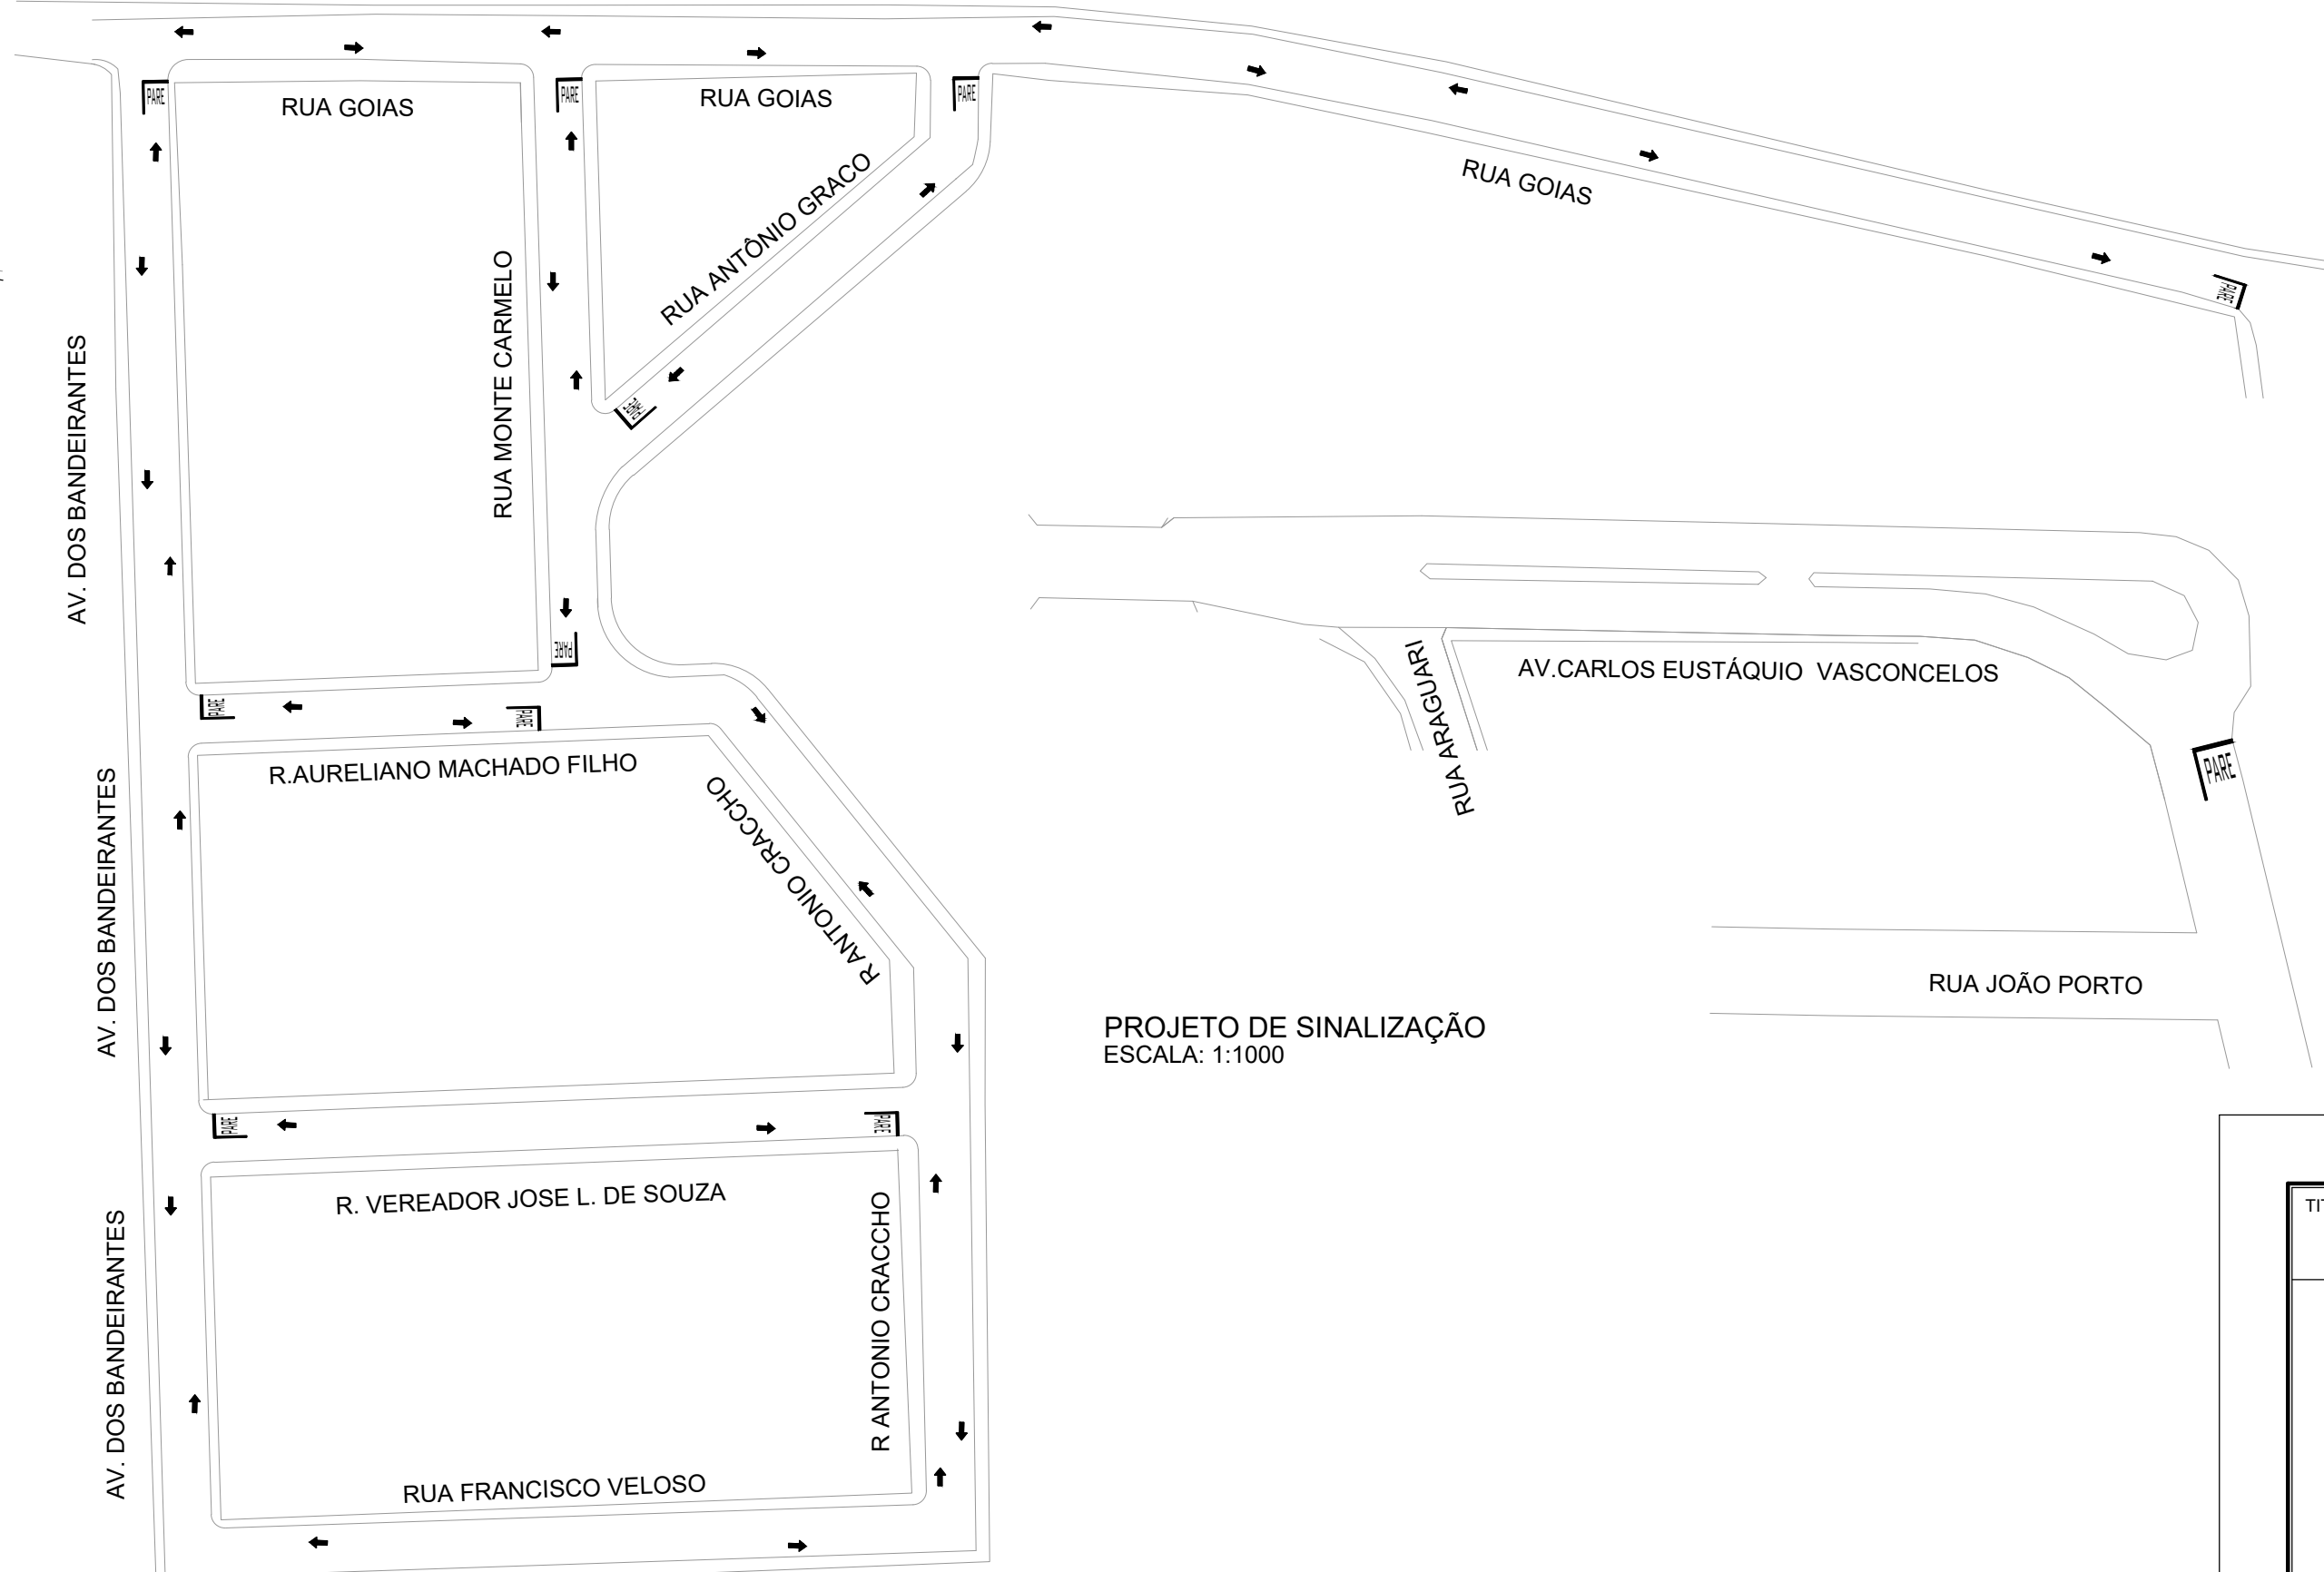 PARE
PARE
PARE
RUA GOIAS
RUA GOIAS
RUA GOIAS
RUA ANTÔNIO GRACO
RUA MONTE CARMELO
PARE
AV. DOS BANDEIRANTES
PARE
PARE
PARE
PARE
RUA ARAGUARI
AV.CARLOS EUSTÁQUIO VASCONCELOS
PARE
R.AURELIANO MACHADO FILHO
R ANTONIO CRACCHO
AV. DOS BANDEIRANTES
RUA JOÃO PORTO
PROJETO DE SINALIZAÇÃO
ESCALA: 1:1000
PARE
PARE
R. VEREADOR JOSE L. DE SOUZA
R ANTONIO CRACCHO
AV. DOS BANDEIRANTES
RUA FRANCISCO VELOSO